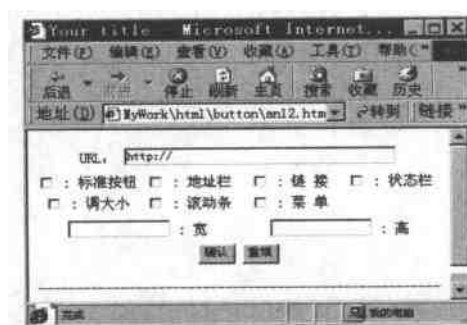 Your title - Microsoft Internet...
文件(F) 编辑(E) 查看(V) 收藏(A) 工具(T) 帮助("
后退 前进 停止 刷新 主页 搜索 收藏 历史
地址(D) MyWork\html\button\an12.htm 转到 链接 "
URL: http://
: 标准按钮 : 地址栏 : 链 接 : 状态栏
: 调大小 : 滚动条 : 菜 单
: 宽 : 高
确认 重填
完成 我的电脑